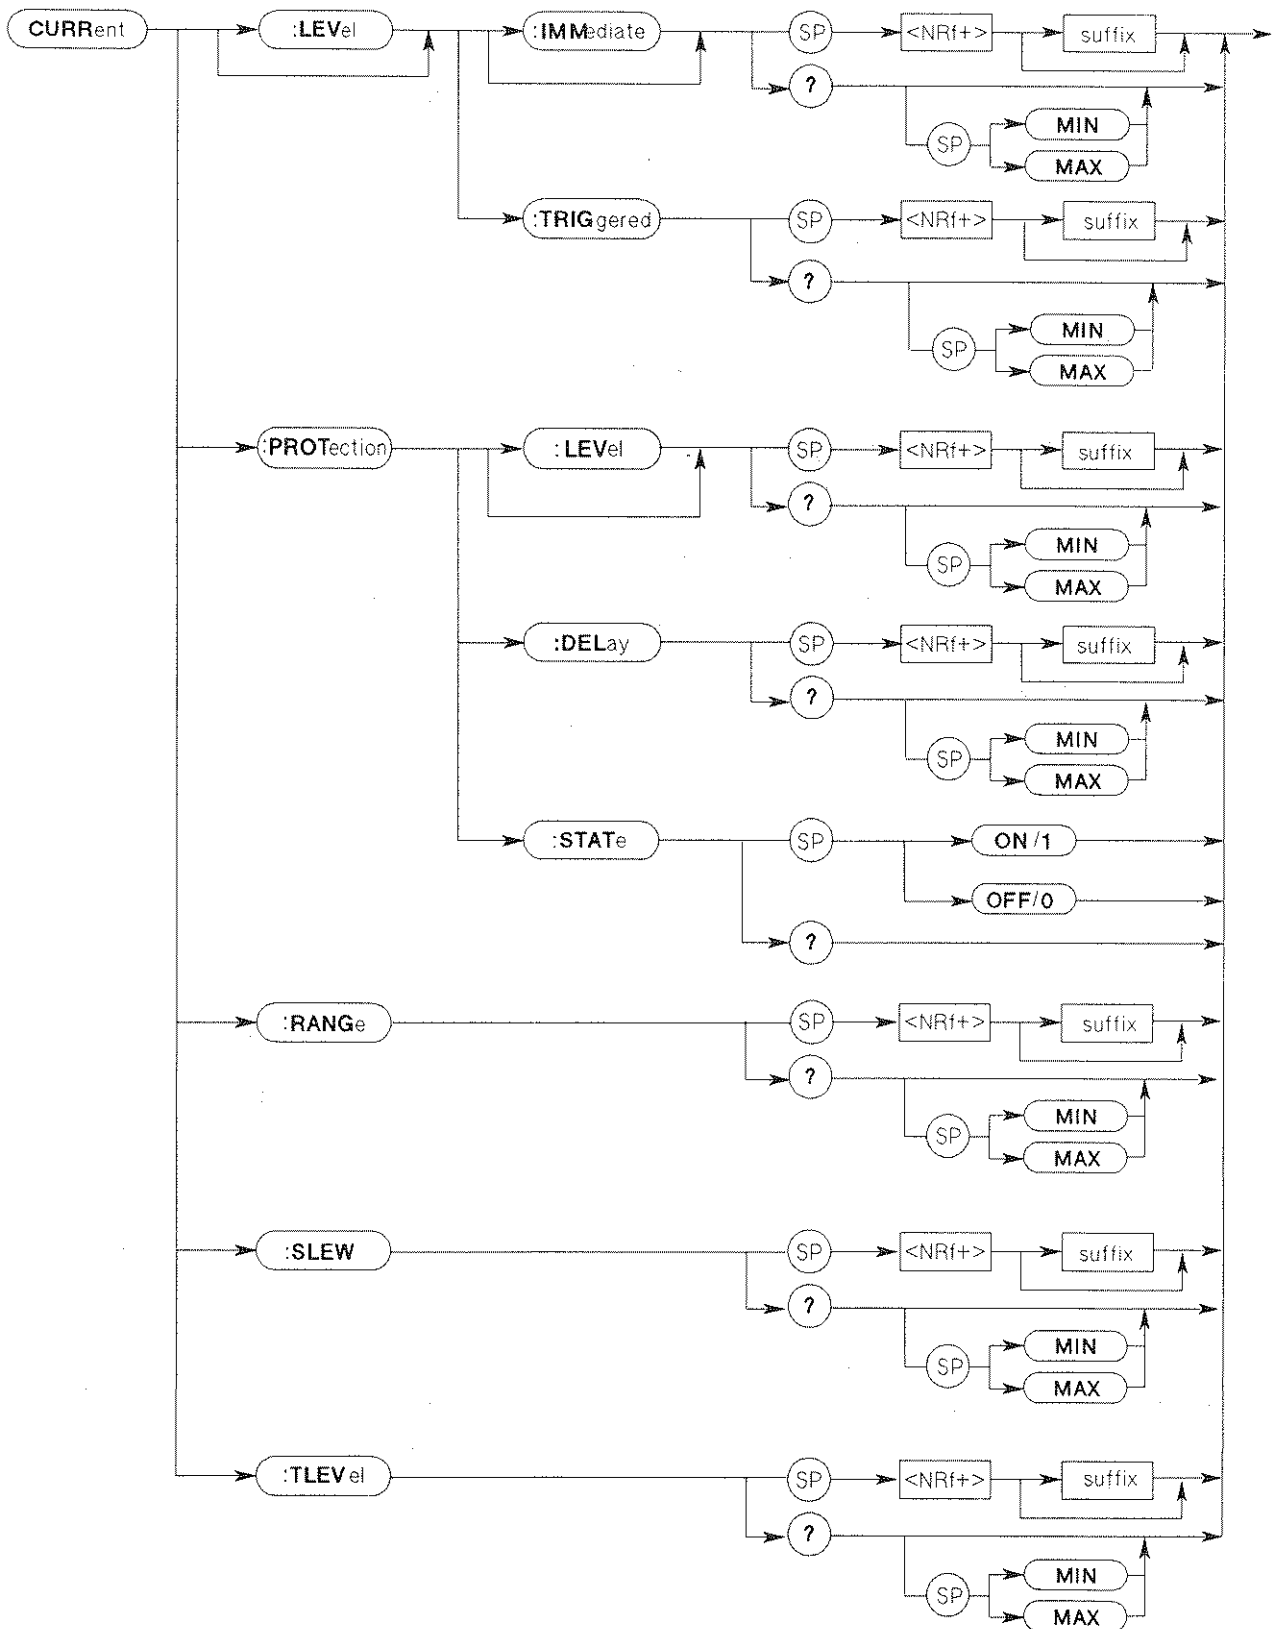 CURRent :LEVel :IMMediate SP <NRf+> suffix
?
SP MIN
MAX
:TRIGgered SP <NRf+> suffix
?
SP MIN
MAX
:PROTection :LEVel SP <NRf+> suffix
?
SP MIN
MAX
:DELay SP <NRf+> suffix
?
SP MIN
MAX
:STATe SP ON/1
OFF/0
?
:RANGe SP <NRf+> suffix
?
SP MIN
MAX
:SLEW SP <NRf+> suffix
?
SP MIN
MAX
:TLEVel SP <NRf+> suffix
?
SP MIN
MAX